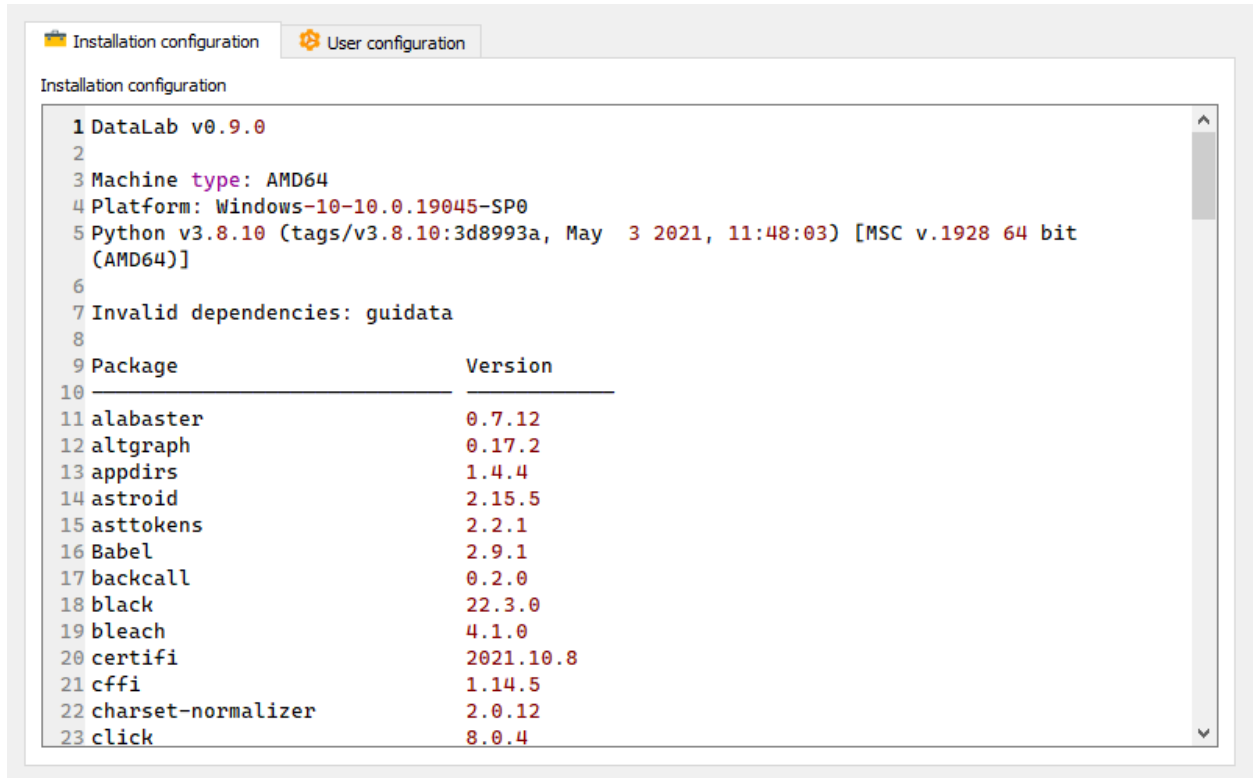 Installation configuration
User configuration
Installation configuration
1 DataLab v0.9.0
2
3 Machine type: AMD64
4 Platform: Windows-10-10.0.19045-SP0
5 Python v3.8.10 (tags/v3.8.10:3d8993a, May  3 2021, 11:48:03) [MSC v.1928 64 bit
(AMD64)]
6
7 Invalid dependencies: guidata
8
9 Package Version
10
11 alabaster 0.7.12
12 altgraph 0.17.2
13 appdirs 1.4.4
14 astroid 2.15.5
15 asttokens 2.2.1
16 Babel 2.9.1
17 backcall 0.2.0
18 black 22.3.0
19 bleach 4.1.0
20 certifi 2021.10.8
21 cffi 1.14.5
22 charset-normalizer 2.0.12
23 click 8.0.4